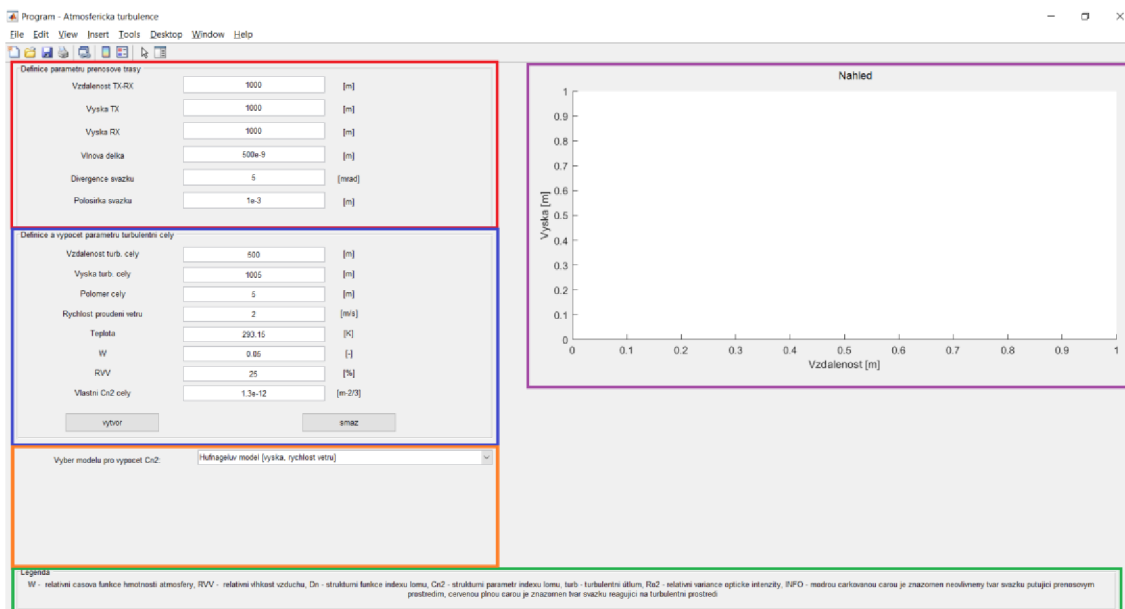 Program - Atmosfericka turbulence
File Edit View Insert Tools Desktop Window Help
Definice parametru prenosove trasy
Vzdalenost TX-RX 1000 [m]
Vyska TX 1000 [m]
Vyska RX 1000 [m]
Vlnova delka 500e-9 [m]
Divergence svazku 5 [mrad]
Polosirka svazku 1e-3 [m]
Definice a vypocet parametru turbulentni cely
Vzdalenost turb. cely 500 [m]
Vyska turb. cely 1005 [m]
Polomer cely 5 [m]
Rychlost proudeni vetru 2 [m/s]
Teplota 293.15 [K]
W 0.05 [-]
RVV 25 [%]
Vlastni Cn2 cely 1.3e-12 [m-2/3]
vytvor smaz
Vyber modelu pro vypocet Cn2: Hufnageluv model [vyska, rychlost vetru]
Nahled
1
0.9
0.8
0.7
0.6
0.5
0.4
0.3
0.2
0.1
0
Vyska [m]
0 0.1 0.2 0.3 0.4 0.5 0.6 0.7 0.8 0.9 1
Vzdalenost [m]
Legenda
W - relativni casova funkce hmotnosti atmosfery, RVV - relativni vlhkost vzduchu, Dn - strukturni funkce indexu lomu, Cn2 - strukturni parametr indexu lomu, turb - turbulentni útlum, Ro2 - relativni variance opticke intenzity, INFO - modrou carkovanou carou je znazornen neovlivneny tvar svazku putujici prenosovym
prostredim, cervenou plnou carou je znazornen tvar svazku reagujici na turbulentni prostredi